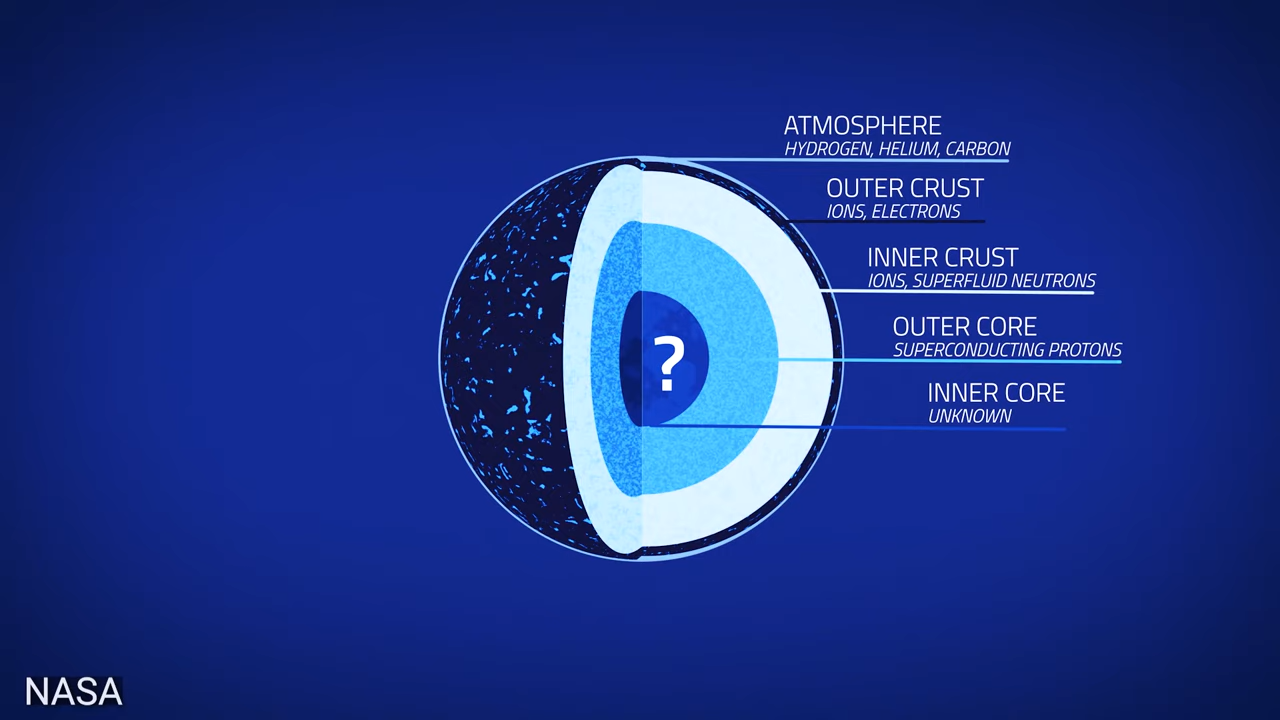 ATMOSPHERE
HYDROGEN, HELIUM, CARBON
OUTER CRUST
IONS, ELECTRONS
INNER CRUST
IONS, SUPERFLUID NEUTRONS
OUTER CORE
SUPERCONDUCTING PROTONS
?
INNER CORE
UNKNOWN
NASA